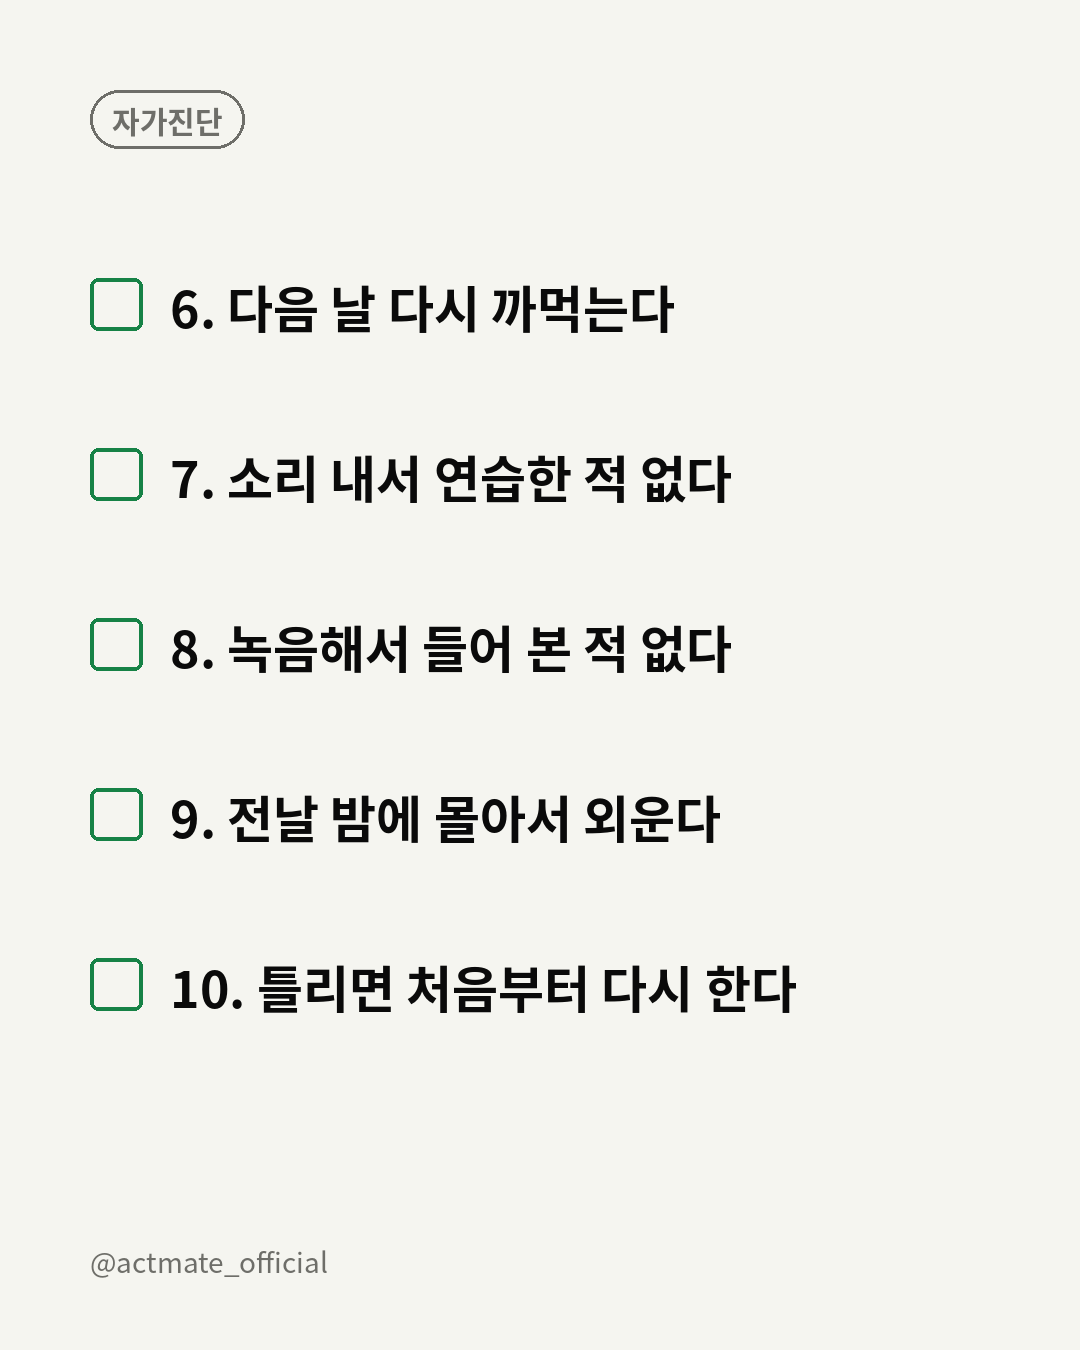 자가진단
6. 다음 날 다시 까먹는다
7. 소리 내서 연습한 적 없다
8. 녹음해서 들어 본 적 없다
9. 전날 밤에 몰아서 외운다
10. 틀리면 처음부터 다시 한다
@actmate_official